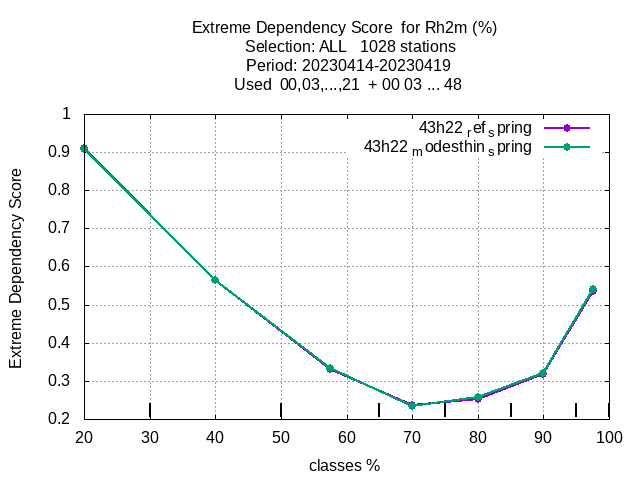 Extreme Dependency Score  for Rh2m (%)
Selection: ALL   1028 stations
Period: 20230414-20230419
Used  00,03,...,21  + 00 03 ... 48
43h22 ref spring
43h22 modesthin spring
1
0.9
0.8
0.7
0.6
0.5
0.4
0.3
0.2
Extreme Dependency Score
20 30 40 50 60 70 80 90 100
classes %